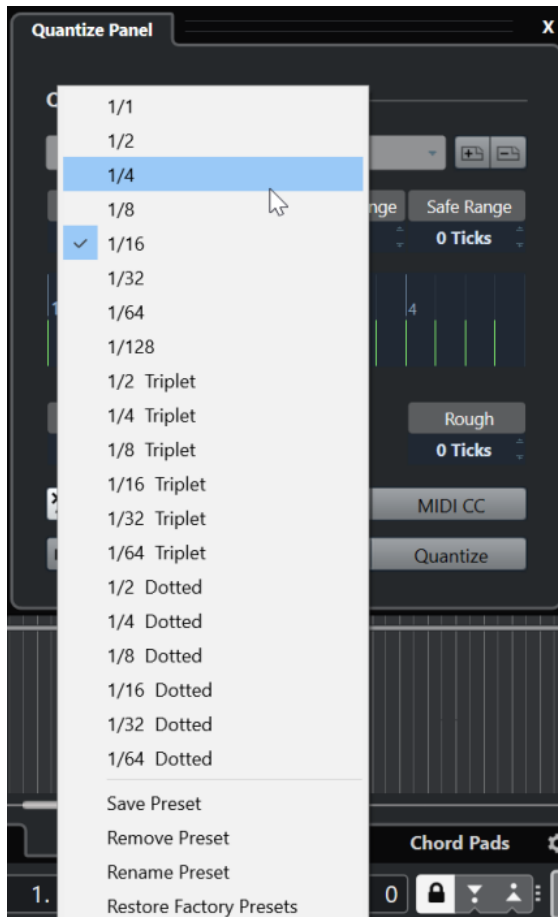 Quantize Panel
X
1/1
1/2
1/4
1/8
1/16
1/32
1/64
1/128
1/2 Triplet
1/4 Triplet
1/8 Triplet
1/16 Triplet
1/32 Triplet
1/64 Triplet
1/2 Dotted
1/4 Dotted
1/8 Dotted
1/16 Dotted
1/32 Dotted
1/64 Dotted
Save Preset
Remove Preset
Rename Preset
Restore Factory Presets
Safe Range
0 Ticks
4
Rough
0 Ticks
MIDI CC
Quantize
Chord Pads
1.
0